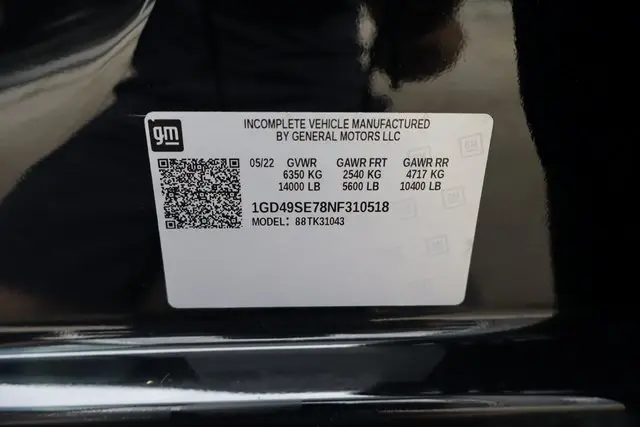 gm
INCOMPLETE VEHICLE MANUFACTURED
BY GENERAL MOTORS LLC
05/22 GVWR GAWR FRT GAWR RR
6350 KG 2540 KG 4717 KG
14000 LB 5600 LB 10400 LB
1GD49SE78NF310518
MODEL: 88TK31043